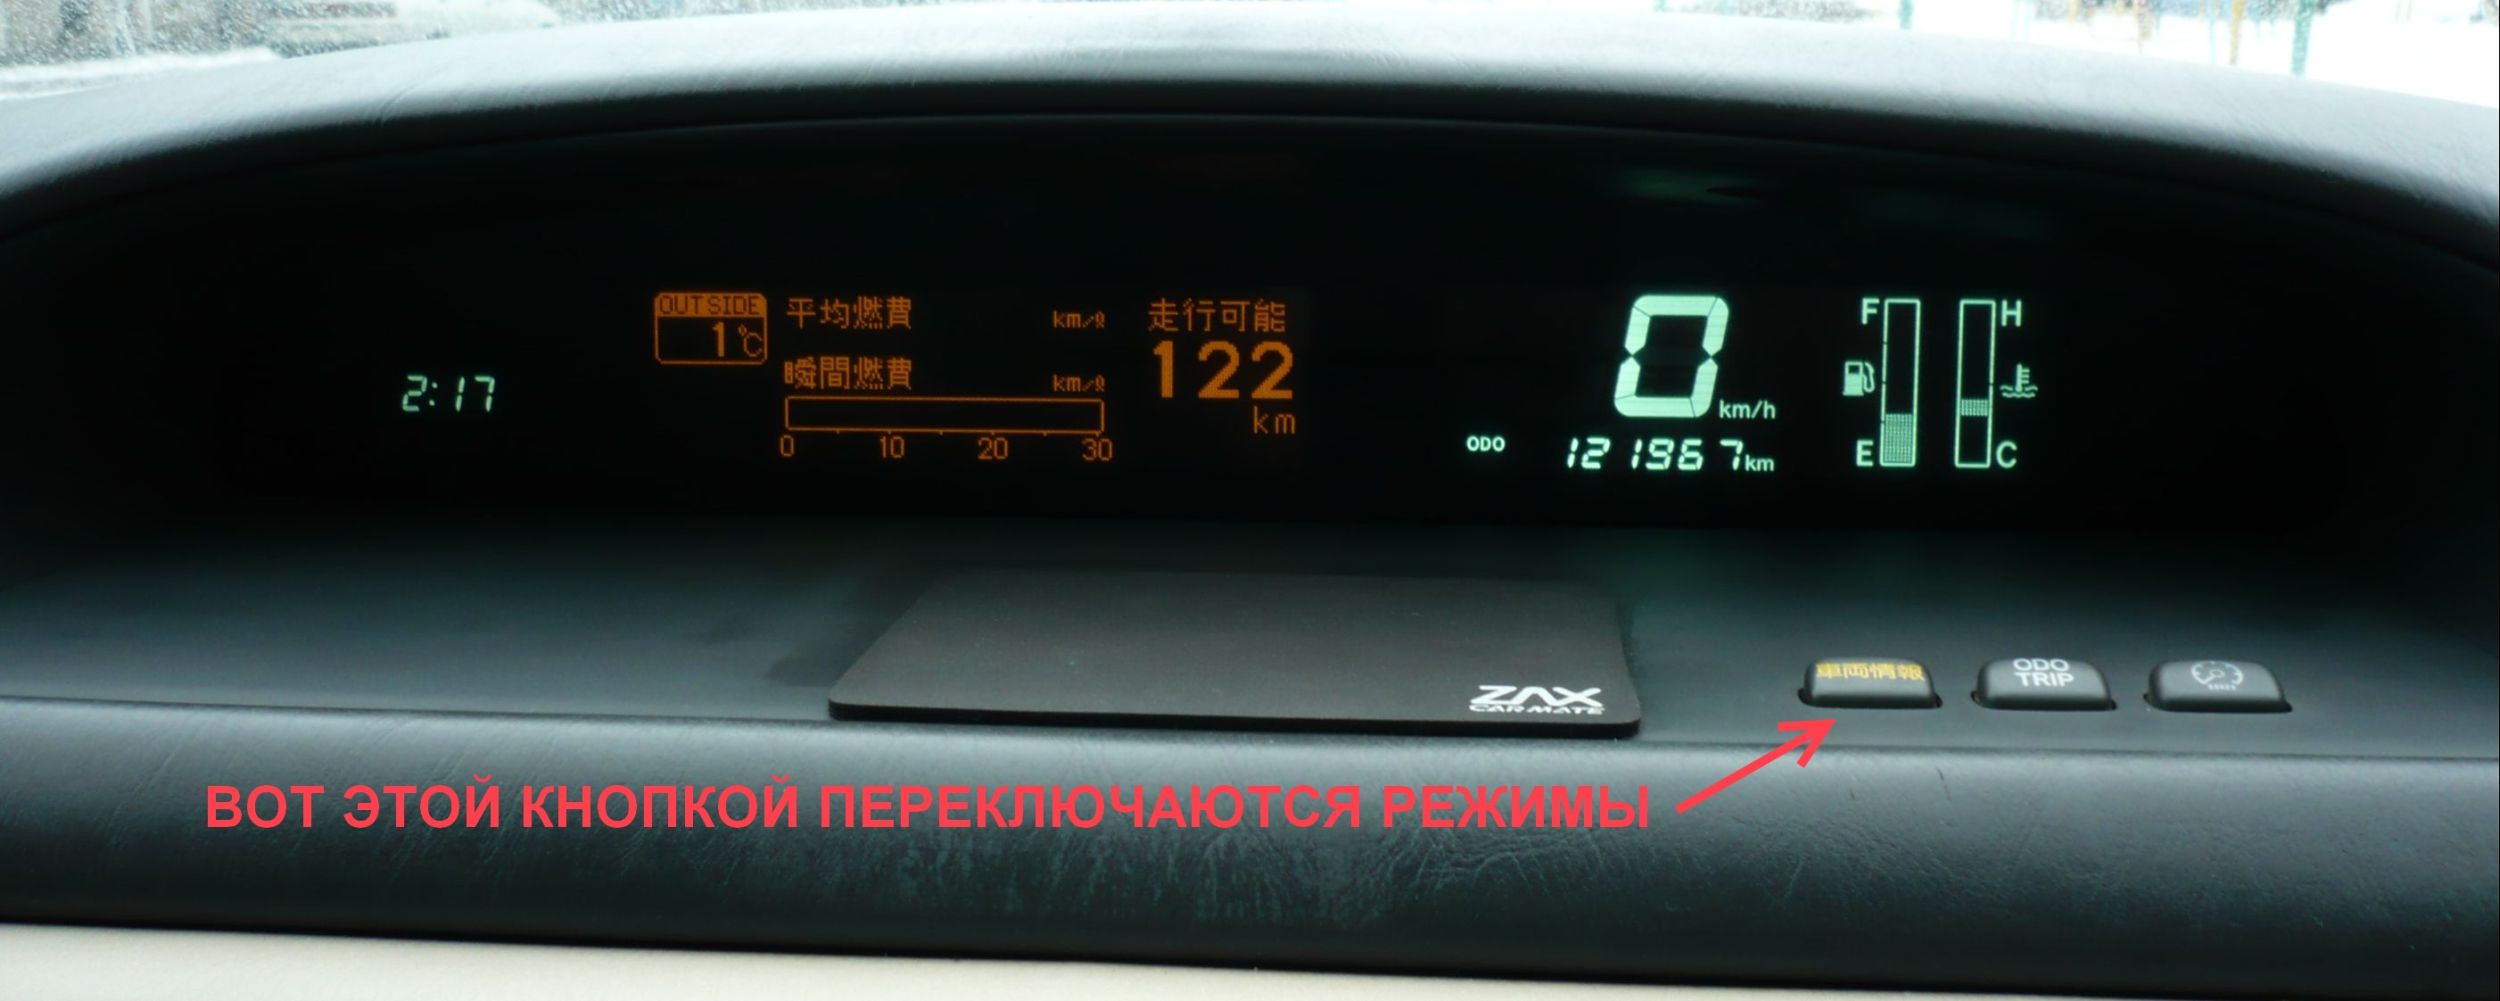 OUTSIDE
1℃
平均燃費 km/ℓ
走行可能
瞬間燃費 km/ℓ
122
km
0 10 20 30
2:17
0
km/h
ODO 121967km
F
E
H
C
車両情報
ODO
TRIP
ZAX
CARMATE
ВОТ ЭТОЙ КНОПКОЙ ПЕРЕКЛЮЧАЮТСЯ РЕЖИМЫ